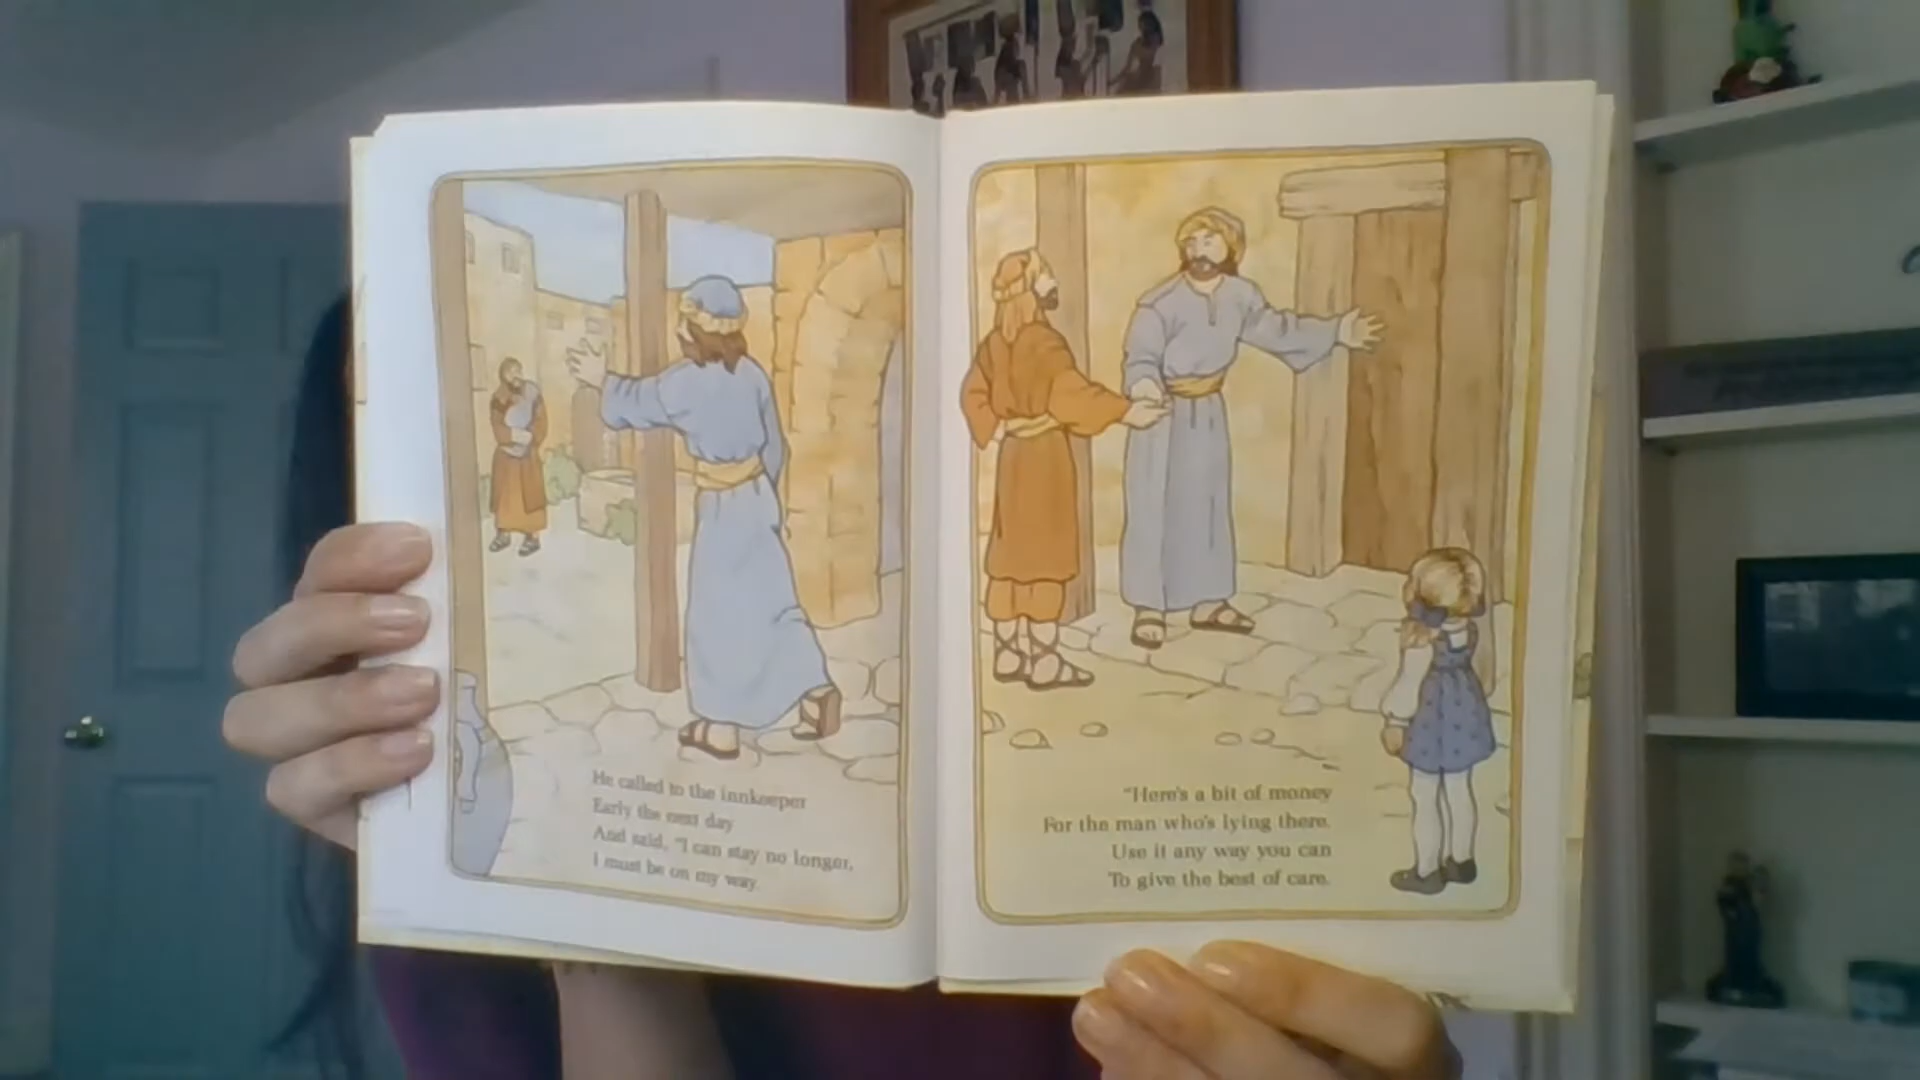 He called to the innkeeper
Early the next day
And said, "I can stay no longer,
I must be on my way.
"Here's a bit of money
For the man who's lying there.
Use it any way you can
To give the best of care.